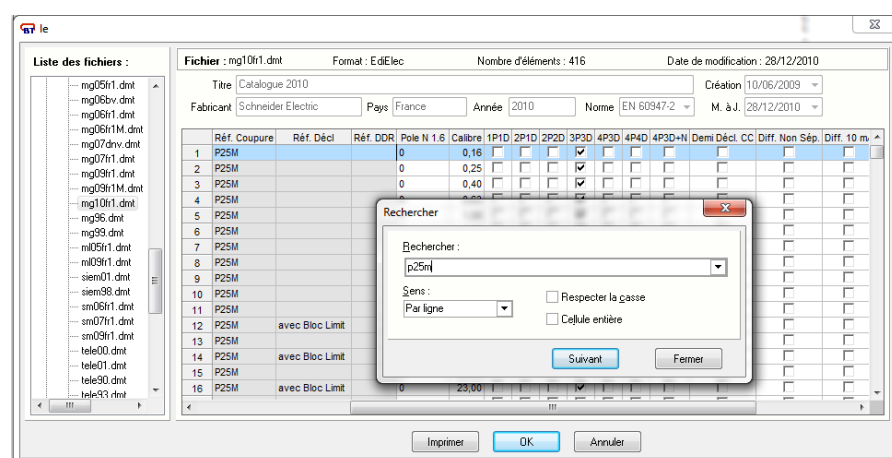 BT le
Liste des fichiers :
mg05fr1.dmt
mg06bv.dmt
mg06fr1.dmt
mg06fr1M.dmt
mg07dnv.dmt
mg07fr1.dmt
mg09fr1.dmt
mg09fr1M.dmt
mg10fr1.dmt
mg96.dmt
mg99.dmt
ml05fr1.dmt
ml09fr1.dmt
siem01.dmt
siem98.dmt
sm06fr1.dmt
sm07fr1.dmt
sm09fr1.dmt
tele00.dmt
tele01.dmt
tele90.dmt
tele93.dmt
Fichier : mg10fr1.dmt Format : EdiElec Nombre d'éléments : 416 Date de modification : 28/12/2010
Titre Catalogue 2010 Création 10/06/2009
Fabricant Schneider Electric Pays France Année 2010 Norme EN 60947-2 M. à J. 28/12/2010
Réf. Coupure Réf. Décl Réf. DDR Pole N 1.6 Calibre 1P1D 2P1D 2P2D 3P3D 4P3D 4P4D 4P3D+N Demi Décl. CC Diff. Non Sép. Diff. 10 m
1 P25M 0 0,16
2 P25M 0 0,25
3 P25M 0 0,40
4 P25M
5 P25M
6 P25M
7 P25M
8 P25M
9 P25M
10 P25M
11 P25M
12 P25M avec Bloc Limit
13 P25M
14 P25M avec Bloc Limit
15 P25M
16 P25M avec Bloc Limit 0 23,00
Rechercher
Rechercher :
p25m
Sens :
Par ligne
Respecter la casse
Cellule entière
Suivant Fermer
Imprimer OK Annuler